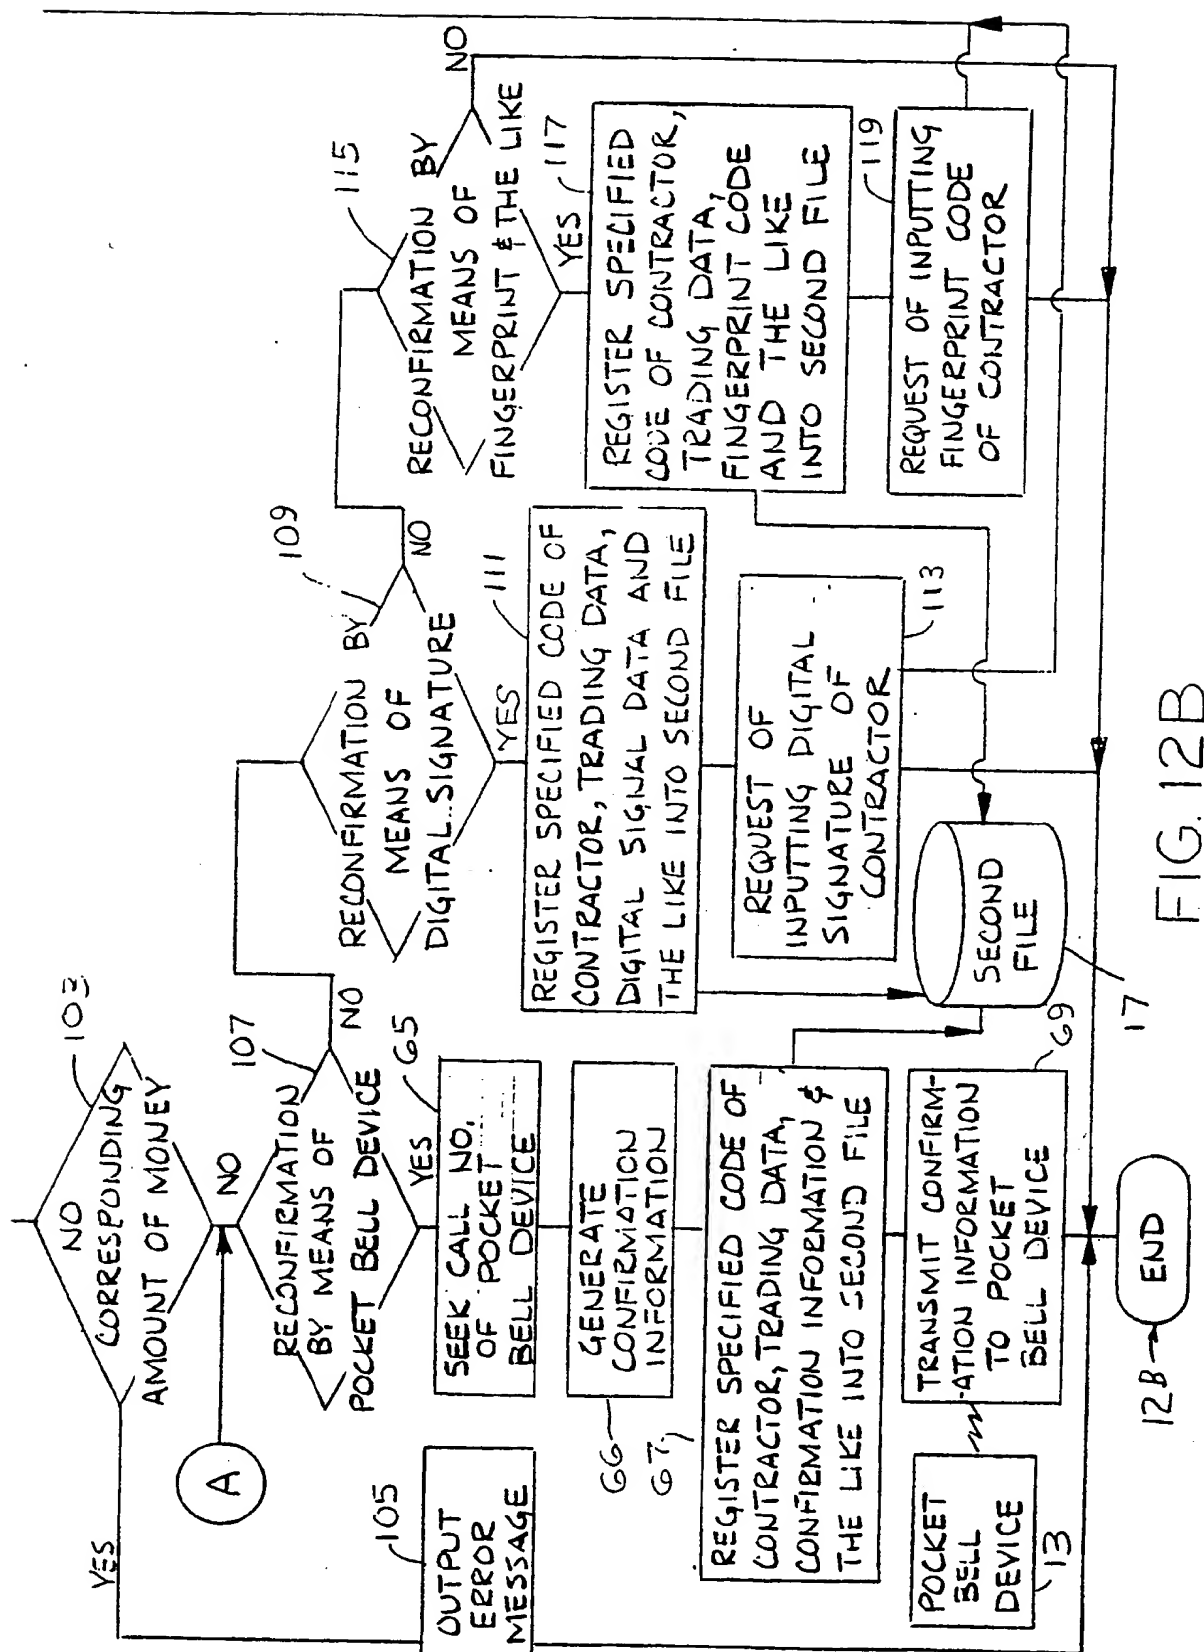 NO
CORRESPONDING
AMOUNT OF MONEY
103
YES
A
NO
107
RECONFIRMATION
BY MEANS OF
POCKET BELL DEVICE
NO
YES
105
OUTPUT
ERROR
MESSAGE
65
SEEK CALL NO.
OF POCKET
BELL DEVICE
66
GENERATE
CONFIRMATION
INFORMATION
67
REGISTER SPECIFIED CODE OF
CONTRACTOR, TRADING DATA,
CONFIRMATION INFORMATION &
THE LIKE INTO SECOND FILE
69
TRANSMIT CONFIRM-
-ATION INFORMATION
TO POCKET
BELL DEVICE
POCKET
BELL
DEVICE
13
109
RECONFIRMATION BY
MEANS OF
DIGITAL SIGNATURE
NO
YES
111
REGISTER SPECIFIED CODE OF
CONTRACTOR, TRADING DATA,
DIGITAL SIGNAL DATA AND
THE LIKE INTO SECOND FILE
113
REQUEST OF
INPUTTING DIGITAL
SIGNATURE OF
CONTRACTOR
SECOND
FILE
17
115
RECONFIRMATION BY
MEANS OF
FINGERPRINT & THE LIKE
NO
YES
117
REGISTER SPECIFIED
CODE OF CONTRACTOR,
TRADING DATA,
FINGERPRINT CODE
AND THE LIKE
INTO SECOND FILE
119
REQUEST OF INPUTTING
FINGERPRINT CODE
OF CONTRACTOR
12B
END
FIG. 12B